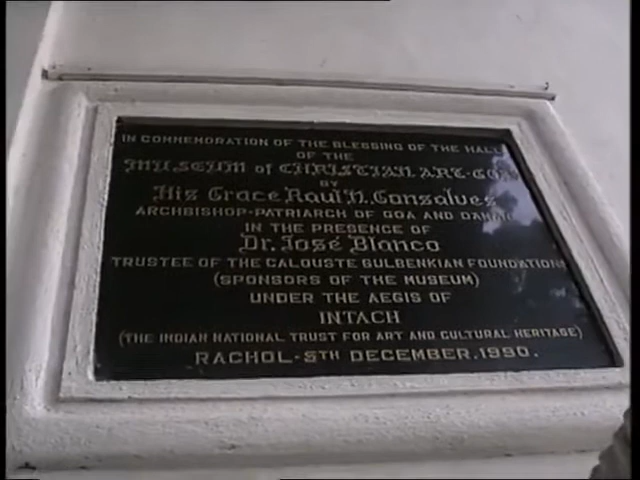 IN COMMEMORATION OF THE BLESSING OF THE HALL
OF THE
MUSEUM OF CHRISTIAN ART-GOA
BY
HIS GRACE RAUL N. GONSALVES
ARCHBISHOP-PATRIARCH OF GOA AND DAMAN
IN THE PRESENCE OF
DR. JOSÉ BLANCO
TRUSTEE OF THE CALOUSTE GULBENKIAN FOUNDATION
(SPONSORS OF THE MUSEUM)
UNDER THE AEGIS OF
INTACH
(THE INDIAN NATIONAL TRUST FOR ART AND CULTURAL HERITAGE)
RACHOL-5TH DECEMBER.1990.